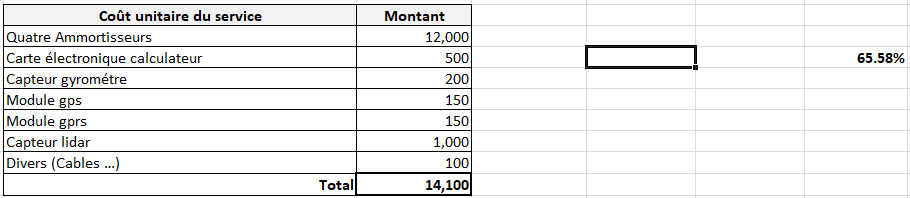 Coût unitaire du service Montant
Quatre Ammortisseurs 12,000
Carte électronique calculateur 500 65.58%
Capteur gyrométre 200
Module gps 150
Module gprs 150
Capteur lidar 1,000
Divers (Cables ...) 100
Total 14,100